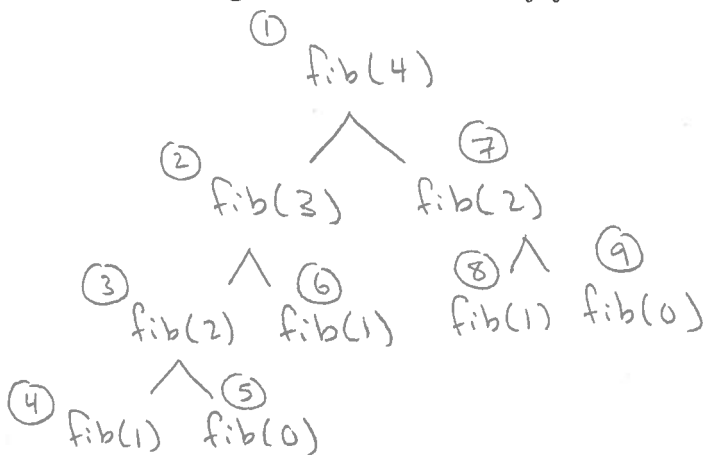 ①
fib(4)
② ⑦
fib(3) fib(2)
③ ⑥ ⑧ ⑨
fib(2) fib(1) fib(1) fib(0)
④ ⑤
fib(1) fib(0)